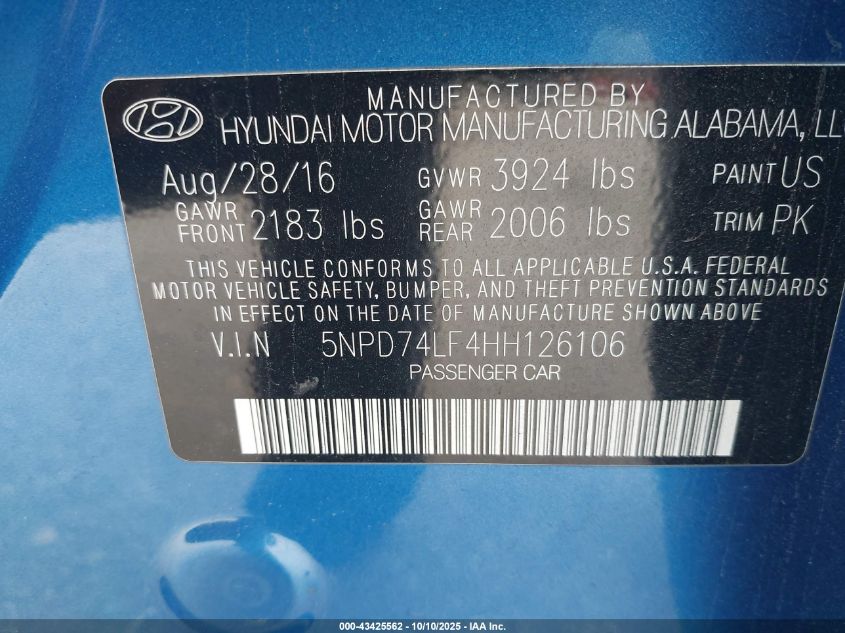 MANUFACTURED BY
HYUNDAI MOTOR MANUFACTURING ALABAMA, LLC
Aug/28/16 GVWR 3924 lbs PAINT US
GAWR FRONT 2183 lbs GAWR REAR 2006 lbs TRIM PK
THIS VEHICLE CONFORMS TO ALL APPLICABLE U.S.A. FEDERAL
MOTOR VEHICLE SAFETY, BUMPER, AND THEFT PREVENTION STANDARDS
IN EFFECT ON THE DATE OF MANUFACTURE SHOWN ABOVE
V.I.N 5NPD74LF4HH126106
PASSENGER CAR
000-43425562 - 10/10/2025 - IAA Inc.